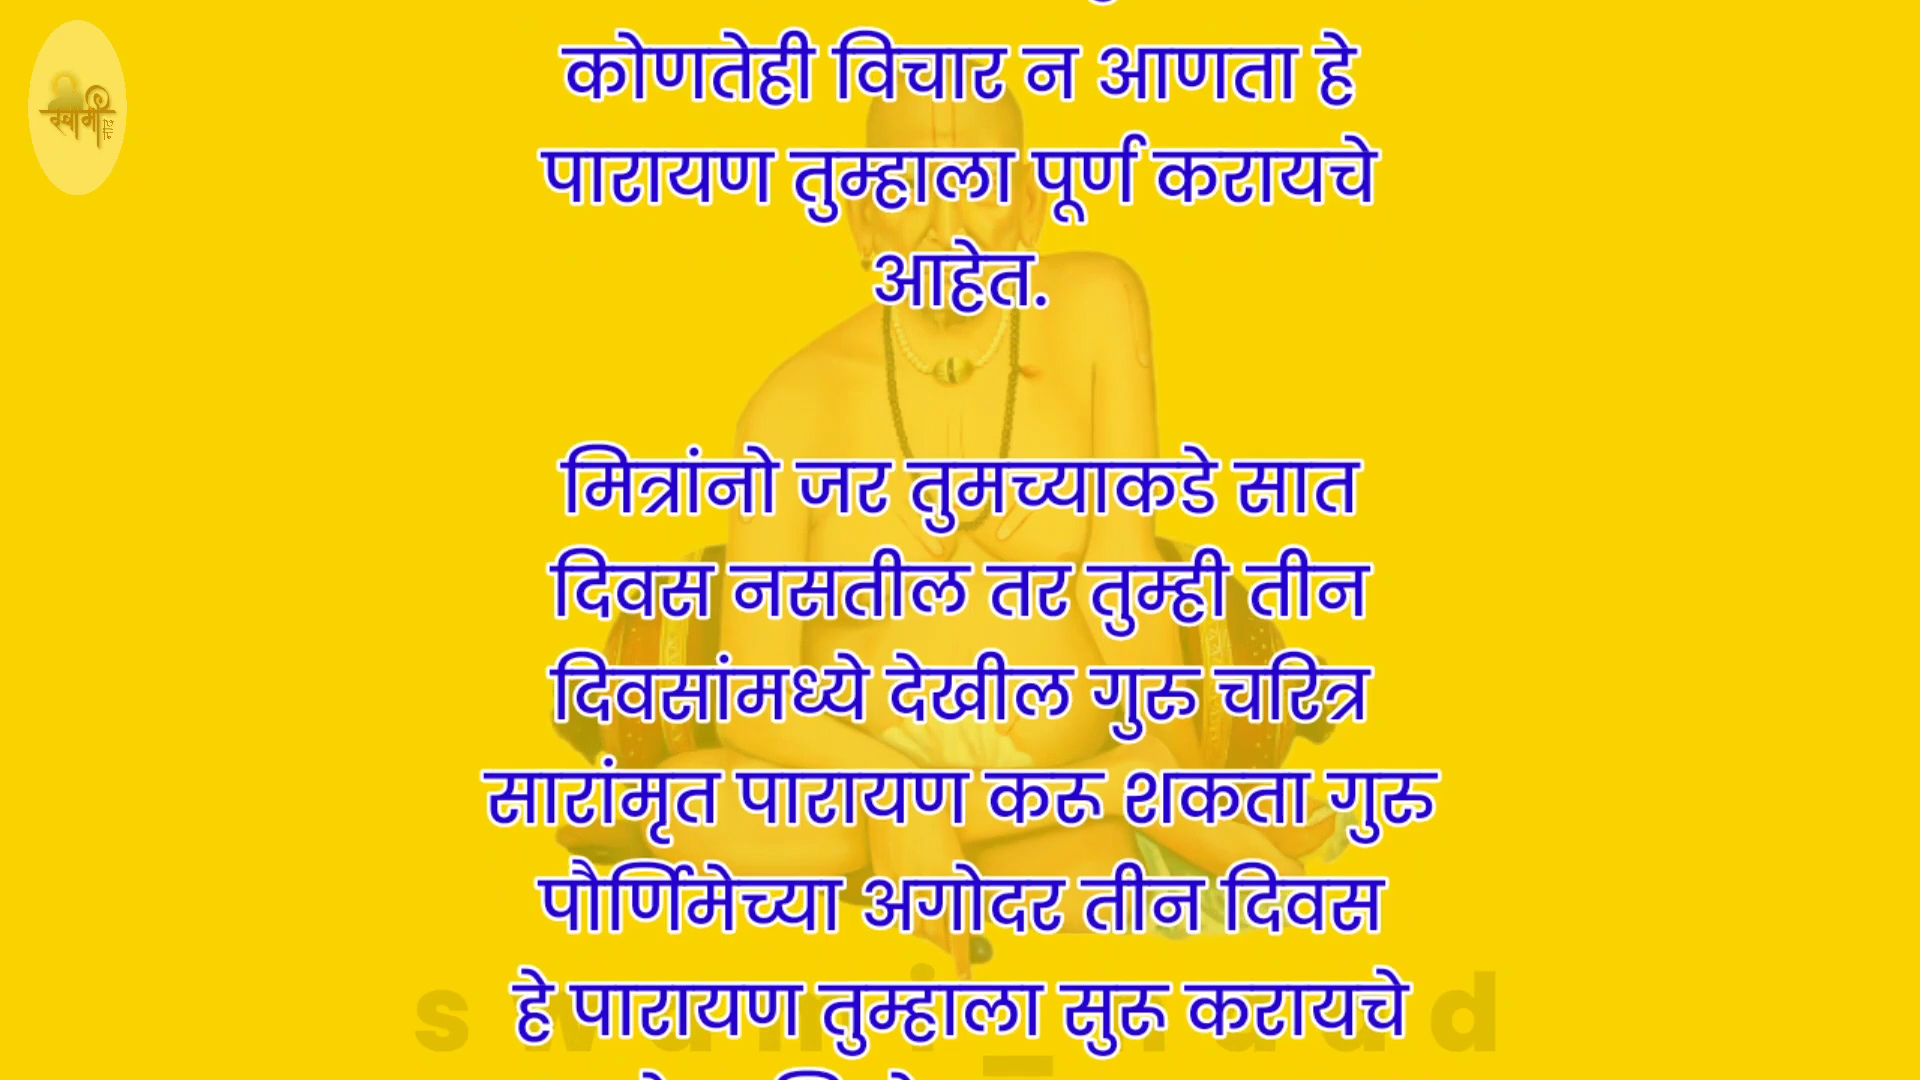 स्वामी
नाद
कोणतेही विचार न आणता हे
पारायण तुम्हाला पूर्ण करायचे
आहेत.
मित्रांनो जर तुमच्याकडे सात
दिवस नसतील तर तुम्ही तीन
दिवसांमध्ये देखील गुरु चरित्र
सारांमृत पारायण करू शकता गुरु
पौर्णिमेच्या अगोदर तीन दिवस
हे पारायण तुम्हाला सुरू करायचे